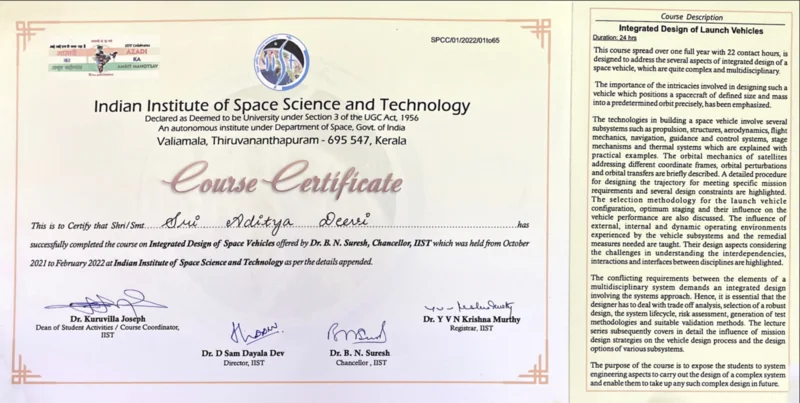 SPCC/01/2022/01to65
AZADI
KA
AMRIT MAHOTSAV
Indian Institute of Space Science and Technology
Declared as Deemed to be University under Section 3 of the UGC Act, 1956
An autonomous institute under Department of Space, Govt. of India
Valiamala, Thiruvananthapuram - 695 547, Kerala
Course Certificate
This is to Certify that Shri/Smt Sri Aditya Deevi has
successfully completed the course on Integrated Design of Space Vehicles offered by Dr. B. N. Suresh, Chancellor, IIST which was held from October
2021 to February 2022 at Indian Institute of Space Science and Technology as per the details appended.
Dr. Kuruvilla Joseph
Dean of Student Activities / Course Coordinator,
IIST
Dr. D Sam Dayala Dev
Director, IIST
Dr. B. N. Suresh
Chancellor , IIST
Dr. Y V N Krishna Murthy
Registrar, IIST
Course Description
Integrated Design of Launch Vehicles
Duration: 24 hrs
This course spread over one full year with 22 contact hours, is
designed to address the several aspects of integrated design of a
space vehicle, which are quite complex and multidisciplinary.
The importance of the intricacies involved in designing such a
vehicle which positions a spacecraft of defined size and mass
into a predetermined orbit precisely, has been emphasized.
The technologies in building a space vehicle involve several
subsystems such as propulsion, structures, aerodynamics, flight
mechanics, navigation, guidance and control systems, stage
mechanisms and thermal systems which are explained with
practical examples. The orbital mechanics of satellites
addressing different coordinate frames, orbital perturbations
and orbital transfers are briefly described. A detailed procedure
for designing the trajectory for meeting specific mission
requirements and several design constraints are highlighted.
The selection methodology for the launch vehicle
configuration, optimum staging and their influence on the
vehicle performance are also discussed. The influence of
external, internal and dynamic operating environments
experienced by the vehicle subsystems and the remedial
measures needed are taught. Their design aspects considering
the challenges in understanding the interdependencies,
interactions and interfaces between disciplines are highlighted.
The conflicting requirements between the elements of a
multidisciplinary system demands an integrated design
involving the systems approach. Hence, it is essential that the
designer has to deal with trade off analysis, selection of a robust
design, the system lifecycle, risk assessment, generation of test
methodologies and suitable validation methods. The lecture
series subsequently covers in detail the influence of mission
design strategies on the vehicle design process and the design
options of various subsystems.
The purpose of the course is to expose the students to system
engineering aspects to carry out the design of a complex system
and enable them to take up any such complex design in future.